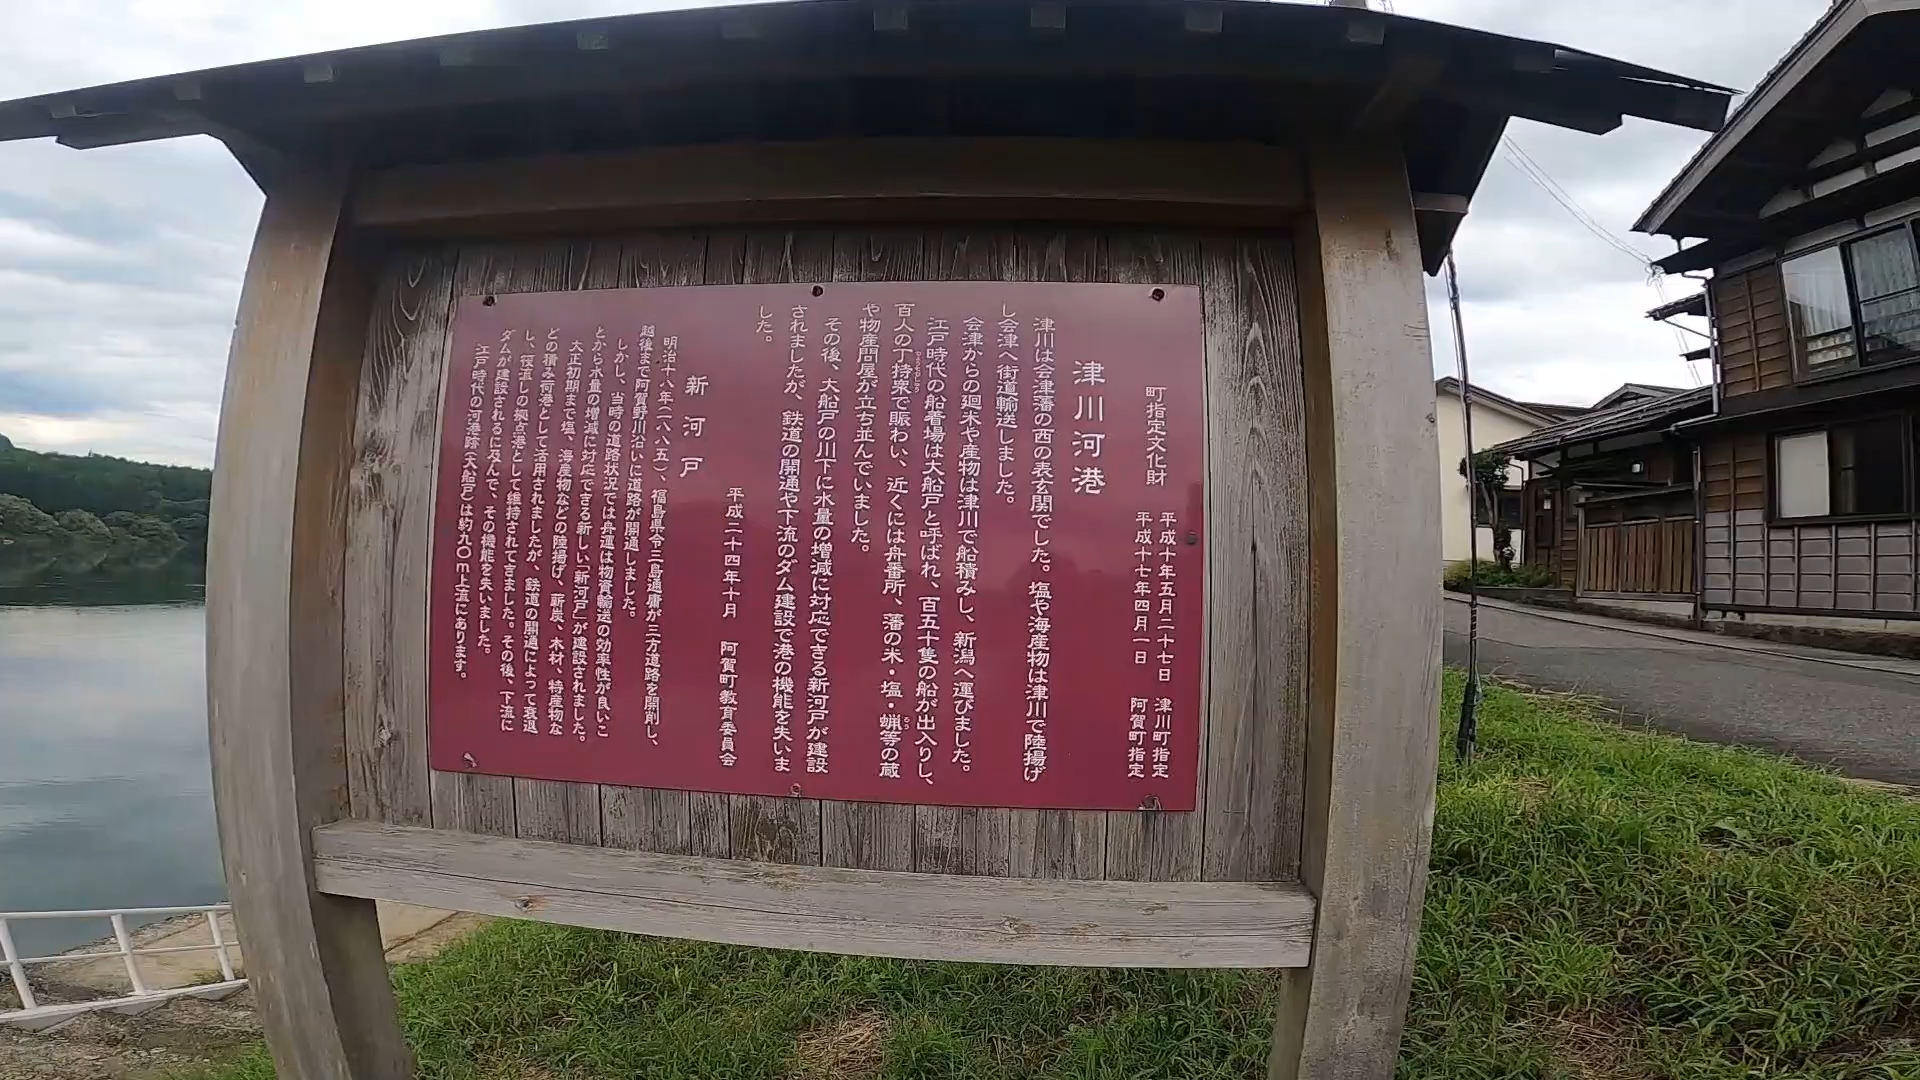 町指定文化財
平成十年五月二十七日 津川町指定
平成十七年四月一日 阿賀町指定
津川河港
津川は会津藩の西の表玄関でした。塩や海産物は津川で陸揚げ
し会津へ街道輸送しました。
会津からの廻米や産物は津川で船積みし、新潟へ運びました。
江戸時代の船着場は大船戸と呼ばれ、百五十隻の船が出入りし、
百人の丁持衆で賑わい、近くには舟番所、藩の米・塩・蝋等の蔵
や物産問屋が立ち並んでいました。
その後、大船戸の川下に水量の増減に対応できる新河戸が建設
されましたが、鉄道の開通や下流のダム建設で港の機能を失いま
した。
平成二十四年十月 阿賀町教育委員会
新河戸
明治十八年(一八八五)、福島県令三島通庸が三方道路を開削し、
越後まで阿賀野川沿いに道路が開通しました。
しかし、当時の道路状況では舟運は物資輸送の効率性が良いこ
とから水量の増減に対応できる新しい「新河戸」が建設されました。
大正初期まで塩、海産物などの陸揚げ、薪炭、木材、特産物な
どの積み荷港として活用されましたが、鉄道の開通によって衰退
し、筏流しの拠点港として維持されて吉ました。その後、下流に
ダムが建設されるに及んで、その機能を失いました。
江戸時代の河港跡(大船戸)は約九〇m上流にあります。